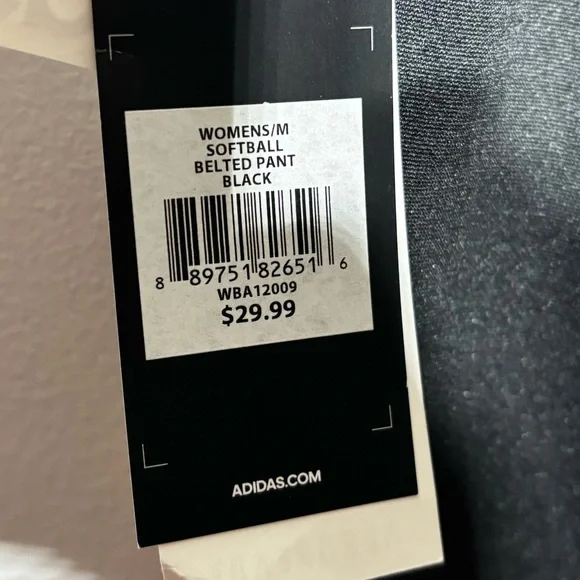 WOMENS/M
SOFTBALL
BELTED PANT
BLACK
8 89751 82651 6
WBA12009
$29.99
ADIDAS.COM